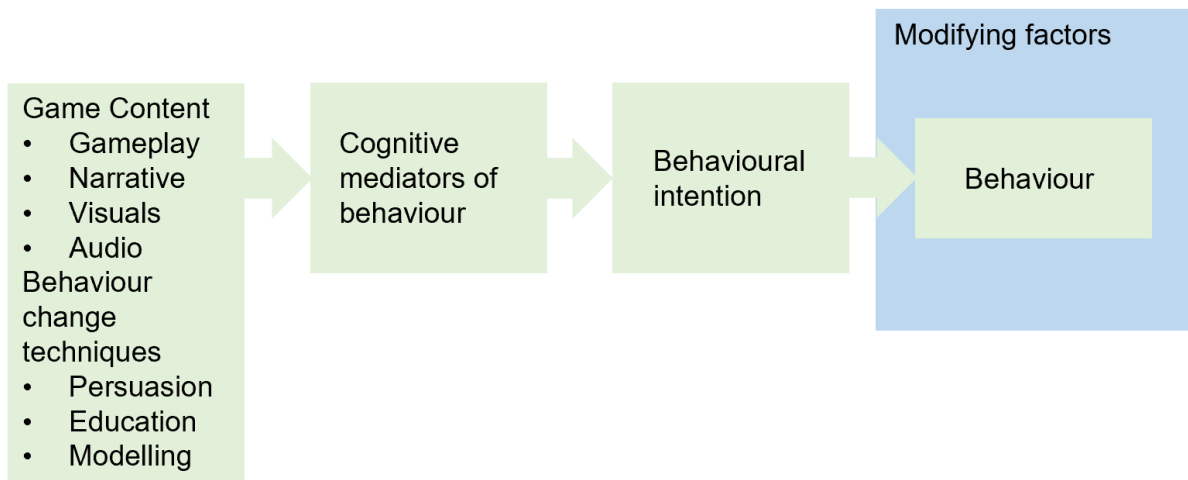 Game Content
• Gameplay
• Narrative
• Visuals
• Audio
Behaviour
change
techniques
• Persuasion
• Education
• Modelling
Cognitive
mediators of
behaviour
Behavioural
intention
Modifying factors
Behaviour